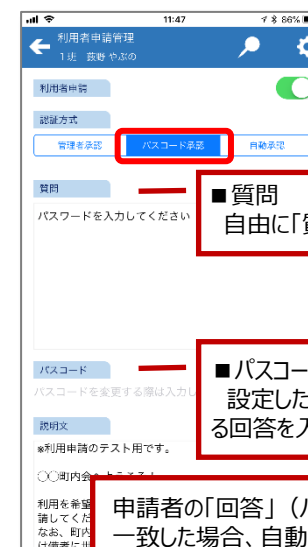 11:47
86%
利用者申請管理
1班 荻野 やぶの
利用者申請
認証方式
管理者承認 パスコード承認 自動承認
質問
パスワードを入力してください
■質問
自由に「質
パスコード
パスコードを変更する際は入力し
■パスコー
設定した
る回答を入
説明文
※利用申請のテスト用です。
〇〇町内会へようこそ！
利用を希望
請してくだ
なお、町内
申請者の「回答」（パ
一致した場合、自動